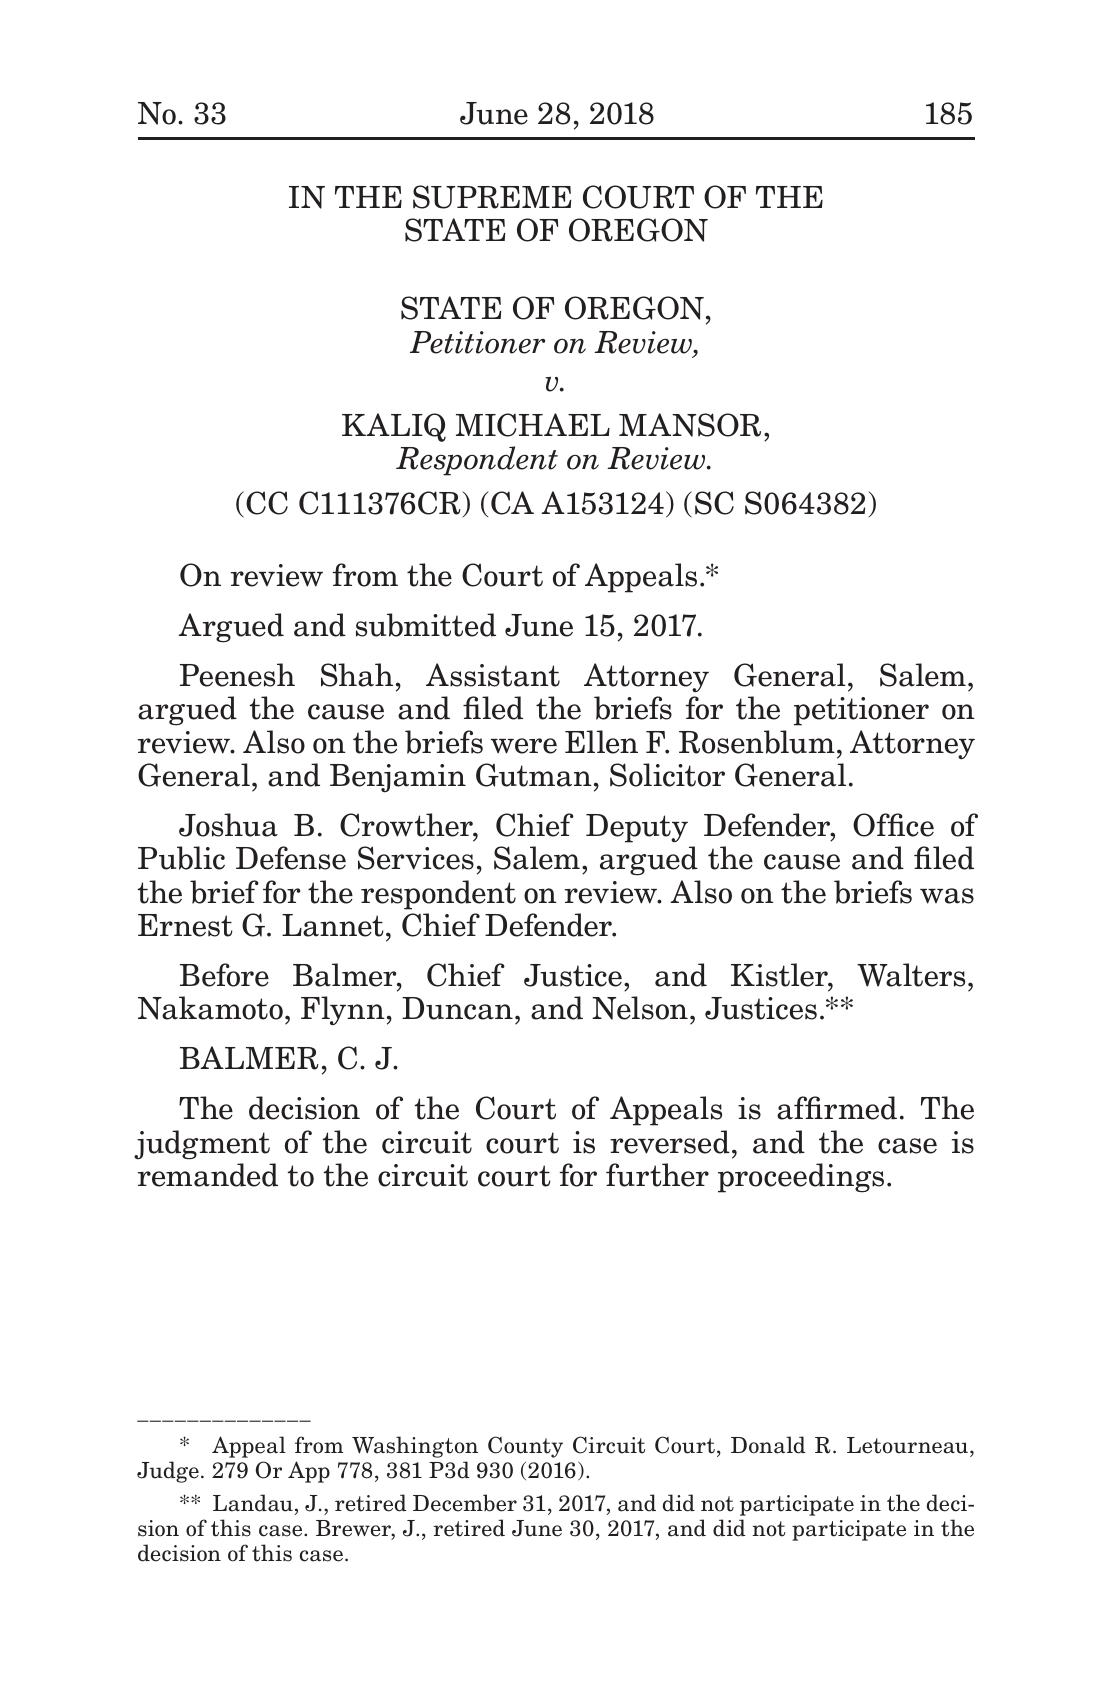 No. 33 June 28, 2018 185
IN THE SUPREME COURT OF THE
STATE OF OREGON
STATE OF OREGON,
Petitioner on Review,
v.
KALIQ MICHAEL MANSOR,
Respondent on Review.
(CC C111376CR) (CA A153124) (SC S064382)
On review from the Court of Appeals.*
Argued and submitted June 15, 2017.
Peenesh Shah, Assistant Attorney General, Salem,
argued the cause and filed the briefs for the petitioner on
review. Also on the briefs were Ellen F. Rosenblum, Attorney
General, and Benjamin Gutman, Solicitor General.
Joshua B. Crowther, Chief Deputy Defender, Office of
Public Defense Services, Salem, argued the cause and filed
the brief for the respondent on review. Also on the briefs was
Ernest G. Lannet, Chief Defender.
Before Balmer, Chief Justice, and Kistler, Walters,
Nakamoto, Flynn, Duncan, and Nelson, Justices.**
BALMER, C. J.
The decision of the Court of Appeals is affirmed. The
judgment of the circuit court is reversed, and the case is
remanded to the circuit court for further proceedings.
______________
* Appeal from Washington County Circuit Court, Donald R. Letourneau,
Judge. 279 Or App 778, 381 P3d 930 (2016).
** Landau, J., retired December 31, 2017, and did not participate in the deci-
sion of this case. Brewer, J., retired June 30, 2017, and did not participate in the
decision of this case.